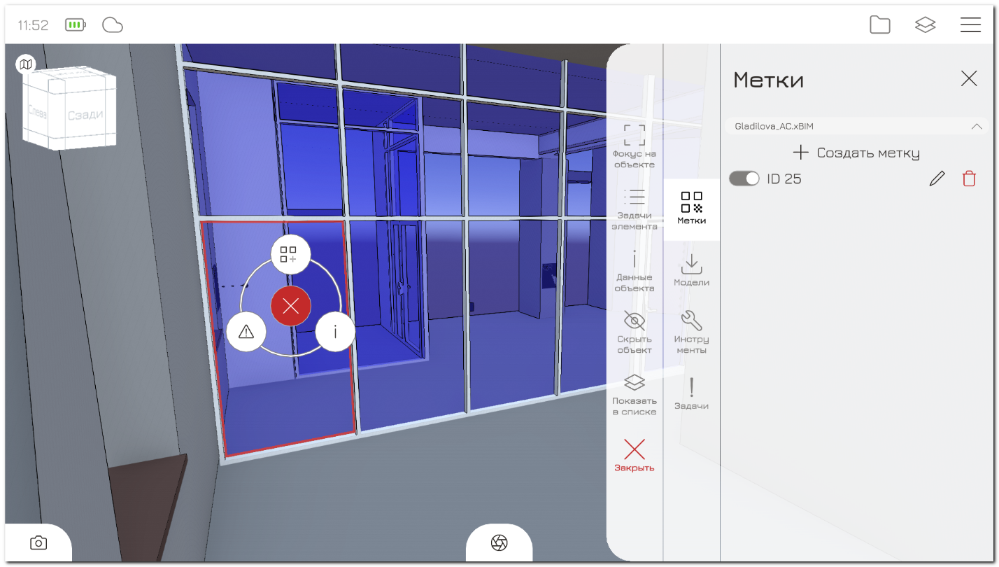 11:52
Слева
Сзади
Фокус на
объекте
Задачи
элемента
i
Данные
объекта
Скрыть
объект
Показать
в списке
Закрыть
Метки
Модели
Инстру
менты
Задачи
Метки
Gladilova_AC.xBIM
Создать метку
ID 25